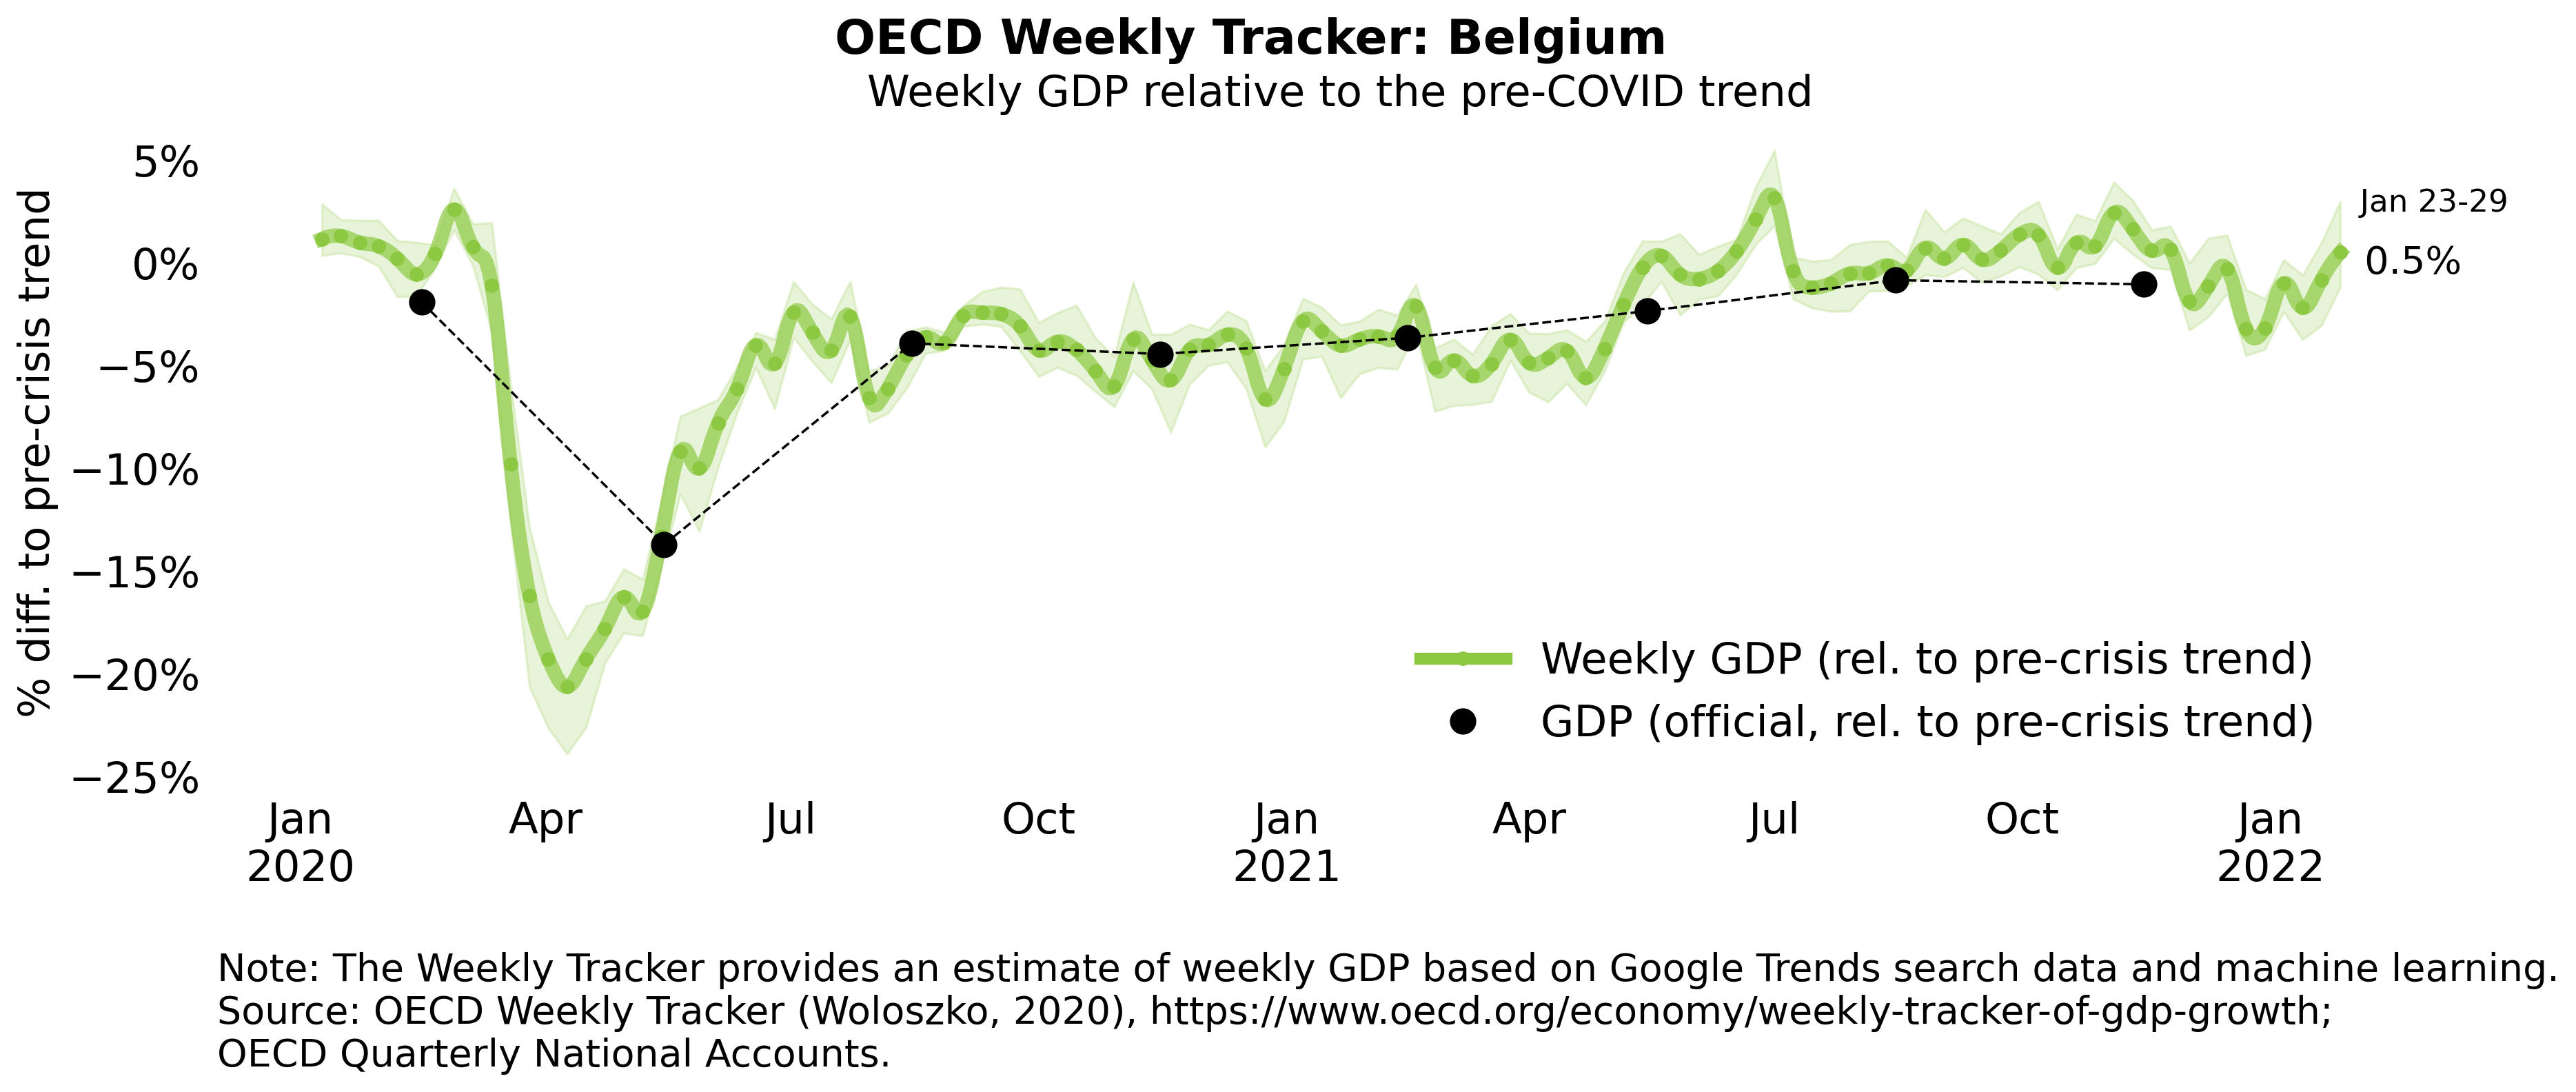 OECD Weekly Tracker: Belgium
Weekly GDP relative to the pre-COVID trend
% diff. to pre-crisis trend
5%
0%
−5%
−10%
−15%
−20%
−25%
Jan 23-29
0.5%
Weekly GDP (rel. to pre-crisis trend)
GDP (official, rel. to pre-crisis trend)
Jan Apr Jul Oct Jan Apr Jul Oct Jan
2020 2021 2022
Note: The Weekly Tracker provides an estimate of weekly GDP based on Google Trends search data and machine learning.
Source: OECD Weekly Tracker (Woloszko, 2020), https://www.oecd.org/economy/weekly-tracker-of-gdp-growth;
OECD Quarterly National Accounts.